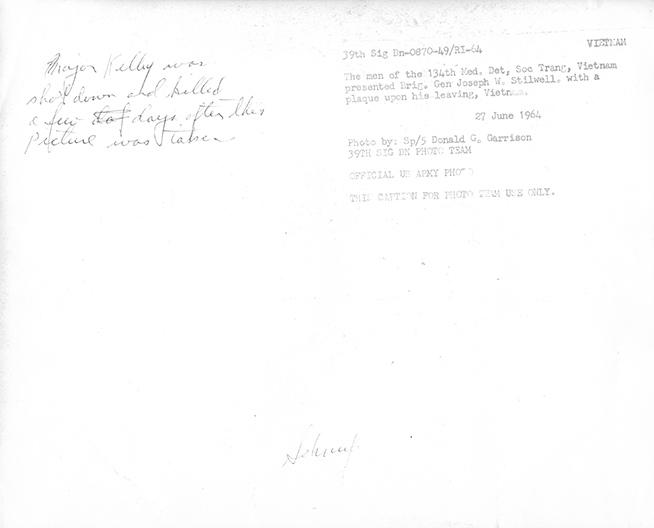 Major Kelly was
shot down and killed
a few days after this
Picture was taken
VIETNAM
39th Sig Bn-0870-49/RI-64
The men of the 134th Med. Det, Soc Trang, Vietnam
presented Brig. Gen Joseph W. Stilwell. with a
plaque upon his leaving, Vietnam.
27 June 1964
Photo by: Sp/5 Donald G. Garrison
39TH SIG BN PHOTO TEAM
OFFICIAL US ARMY PHOTO
THIS CAPTION FOR PHOTO TEAM USE ONLY.